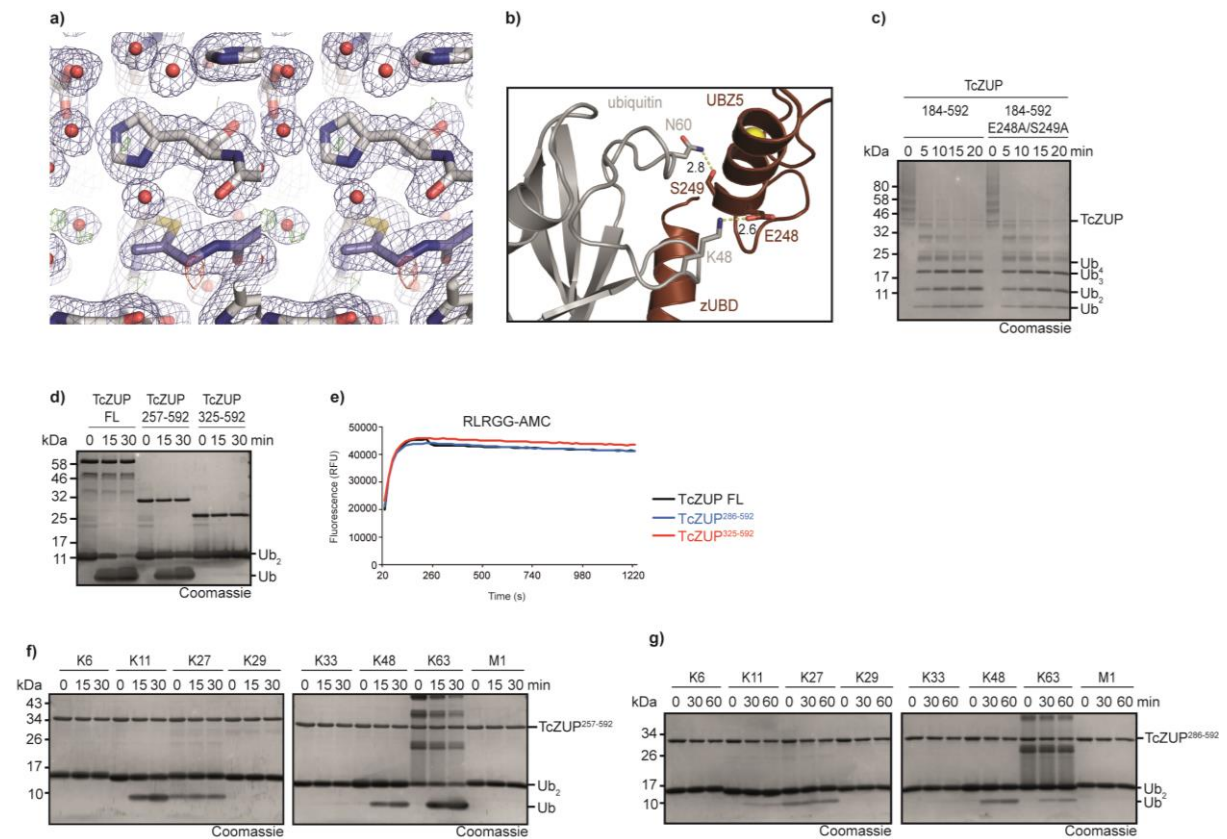 a)
b)
ubiquitin
UBZ5
N60
2.8
S249
2.6
E248
K48
zUBD
c)
TcZUP
184-592
184-592
E248A/S249A
0 5 10 15 20 0 5 10 15 20 min
kDa
80
58
46
32
25
17
11
TcZUP
Ub4
Ub3
Ub2
Ub
Coomassie
d)
TcZUP FL
TcZUP 257-592
TcZUP 325-592
0 15 30 0 15 30 0 15 30 min
kDa
58
46
32
25
17
11
Ub2
Ub
Coomassie
e)
RLRGG-AMC
Fluorescence (RFU)
50000
40000
30000
20000
10000
0
20 260 500 740 980 1220
Time (s)
TcZUP FL
TcZUP286-592
TcZUP325-592
f)
K6 K11 K27 K29 K33 K48 K63 M1
kDa 0 15 30 0 15 30 0 15 30 0 15 30 0 15 30 0 15 30 0 15 30 0 15 30 min
43
34
26
17
10
TcZUP257-592
Ub2
Ub
Coomassie
Coomassie
g)
K6 K11 K27 K29 K33 K48 K63 M1
kDa 0 30 60 0 30 60 0 30 60 0 30 60 0 30 60 0 30 60 0 30 60 0 30 60 min
34
26
17
10
TcZUP286-592
Ub2
Ub
Coomassie
Coomassie